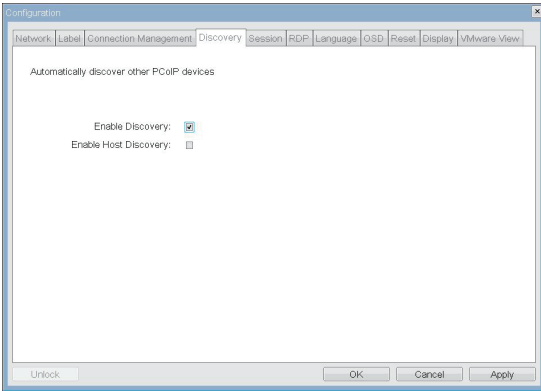 Configuration
Network Label Connection Management Discovery Session RDP Language OSD Reset Display VMware View
Automatically discover other PCoIP devices
Enable Discovery:
Enable Host Discovery:
Unlock OK Cancel Apply